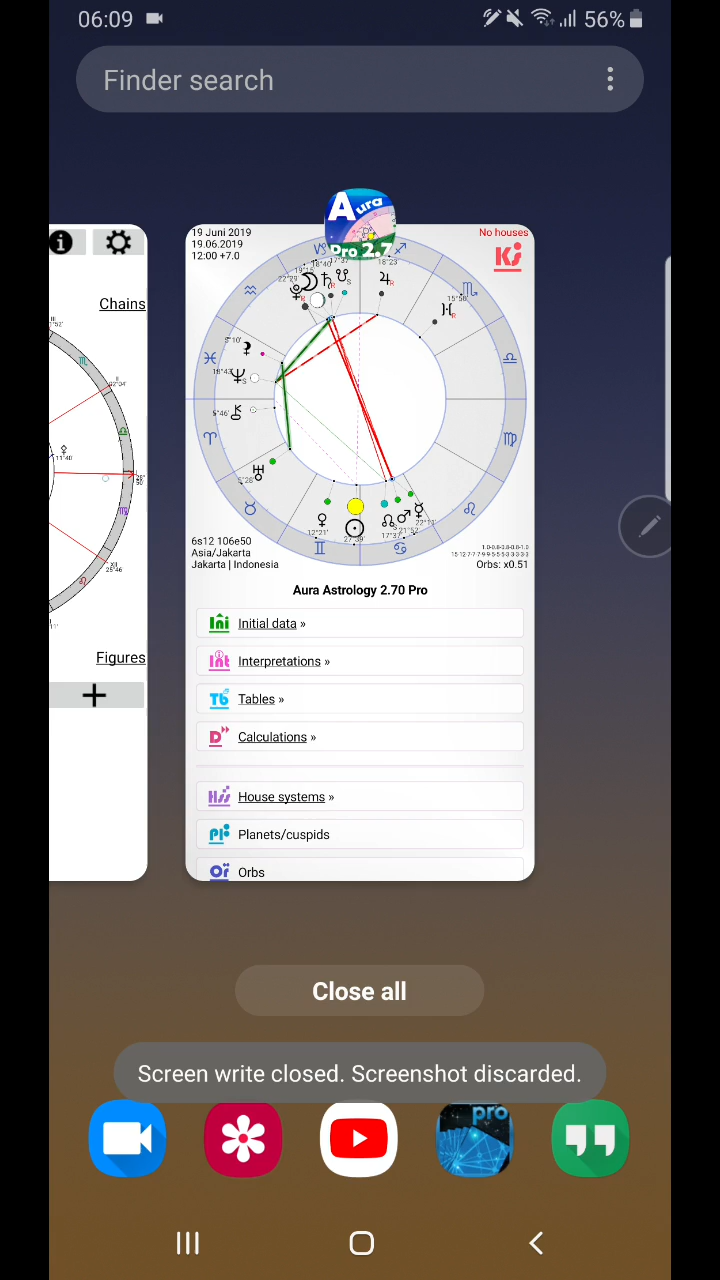 06:09
56%
Finder search
Aura
Pro 2.7
19 Juni 2019
19.06.2019
12:00 +7.0
No houses
Chains
Figures
6s12 106e50
Asia/Jakarta
Jakarta | Indonesia
Orbs: x0.51
Aura Astrology 2.70 Pro
Initial data »
Interpretations »
Tables »
Calculations »
House systems »
Planets/cuspids
Orbs
Close all
Screen write closed. Screenshot discarded.
pro